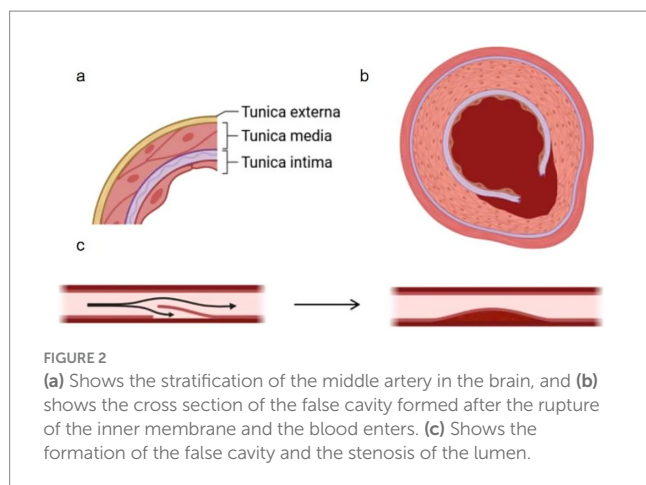 a
b
Tunica externa
Tunica media
Tunica intima
c
FIGURE 2
(a) Shows the stratification of the middle artery in the brain, and (b)
shows the cross section of the false cavity formed after the rupture
of the inner membrane and the blood enters. (c) Shows the
formation of the false cavity and the stenosis of the lumen.